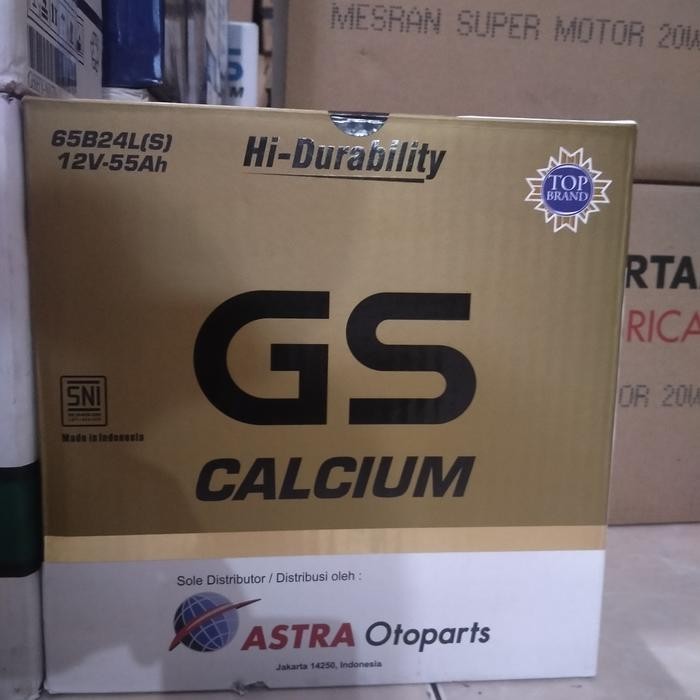 MESRAN SUPER MOTOR 20W
65B24L(S)
12V-55Ah
Hi-Durability
TOP
BRAND
GS
CALCIUM
SNI
Made in Indonesia
RTA
RICA
OR 20W
Sole Distributor / Distribusi oleh :
ASTRA Otoparts
Jakarta 14250, Indonesia